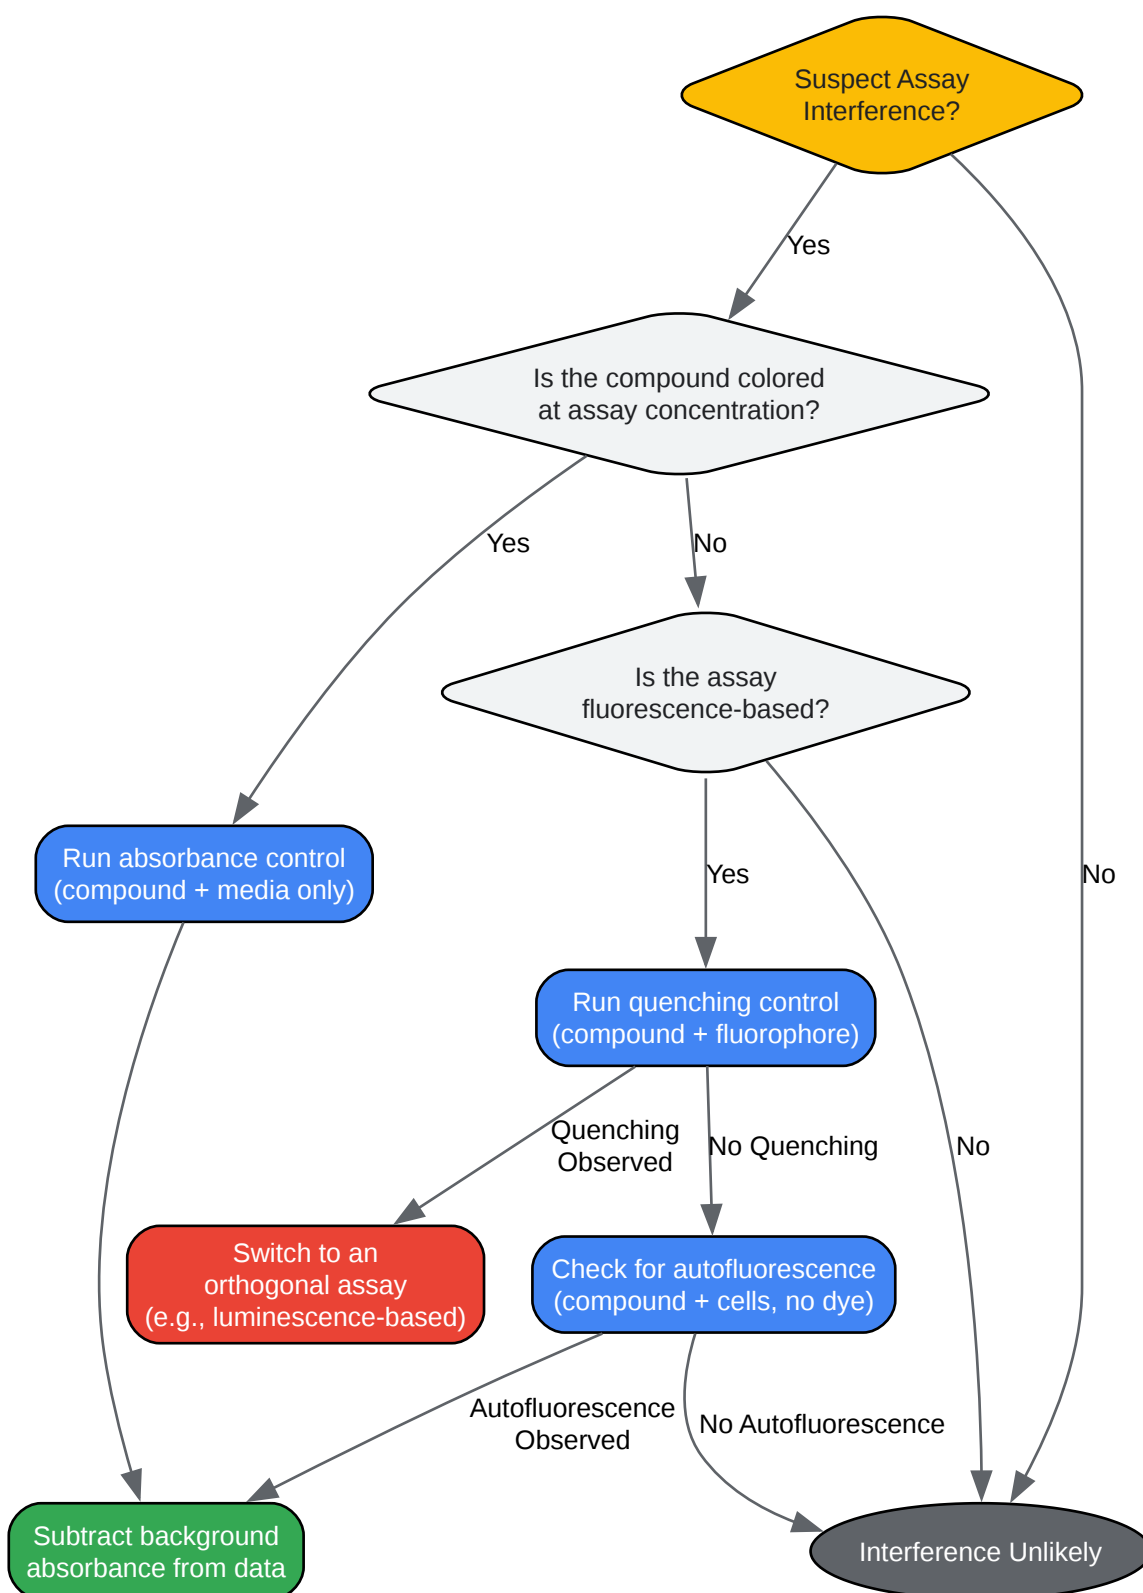 Suspect Assay
Interference?
Yes
Is the compound colored
at assay concentration?
Yes
No
Is the assay
fluorescence-based?
Run absorbance control
(compound + media only)
Yes
No
Run quenching control
(compound + fluorophore)
Quenching
Observed
No Quenching
No
Switch to an
orthogonal assay
(e.g., luminescence-based)
Check for autofluorescence
(compound + cells, no dye)
Autofluorescence
Observed
No Autofluorescence
Subtract background
absorbance from data
Interference Unlikely